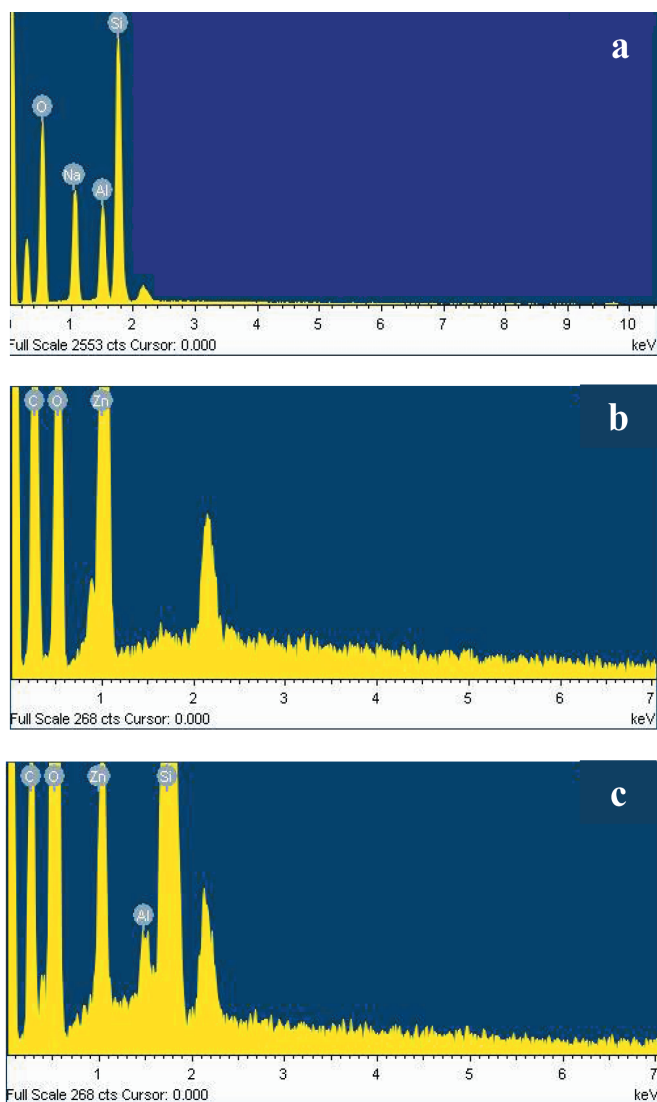 Si
a
O
Na
Al
1 2 3 4 5 6 7 8 9 10
Full Scale 2553 cts Cursor: 0.000 keV
C O Zn b
1 2 3 4 5 6 7
Full Scale 268 cts Cursor: 0.000 keV
C O Zn Si c
Al
1 2 3 4 5 6 7
Full Scale 268 cts Cursor: 0.000 keV